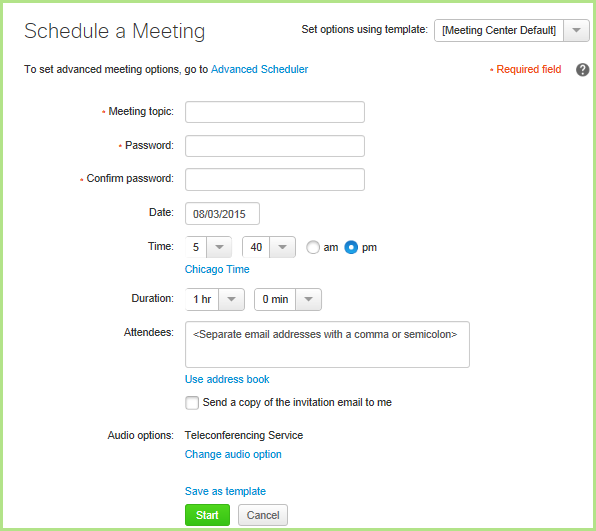 Schedule a Meeting
Set options using template: [Meeting Center Default]
To set advanced meeting options, go to Advanced Scheduler
* Required field ?
* Meeting topic:
* Password:
* Confirm password:
Date: 08/03/2015
Time: 5 40 am pm
Chicago Time
Duration: 1 hr 0 min
Attendees: <Separate email addresses with a comma or semicolon>
Use address book
Send a copy of the invitation email to me
Audio options: Teleconferencing Service
Change audio option
Save as template
Start Cancel